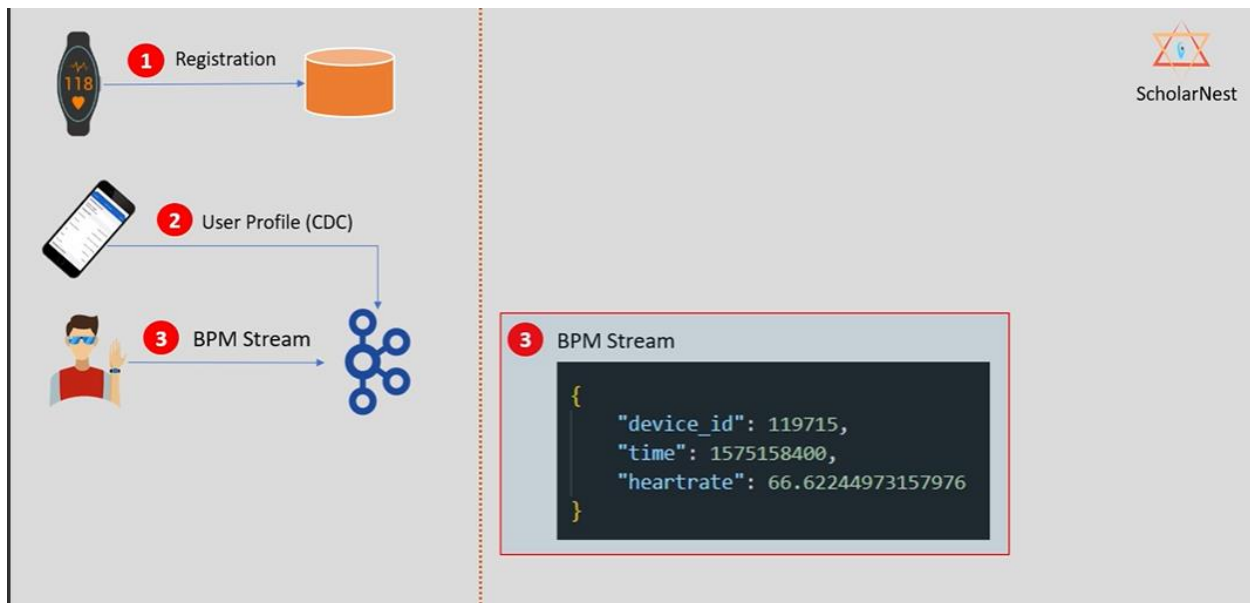 1 Registration
118
ScholarNest
2 User Profile (CDC)
3 BPM Stream
3 BPM Stream
{
"device_id": 119715,
"time": 1575158400,
"heartrate": 66.62244973157976
}